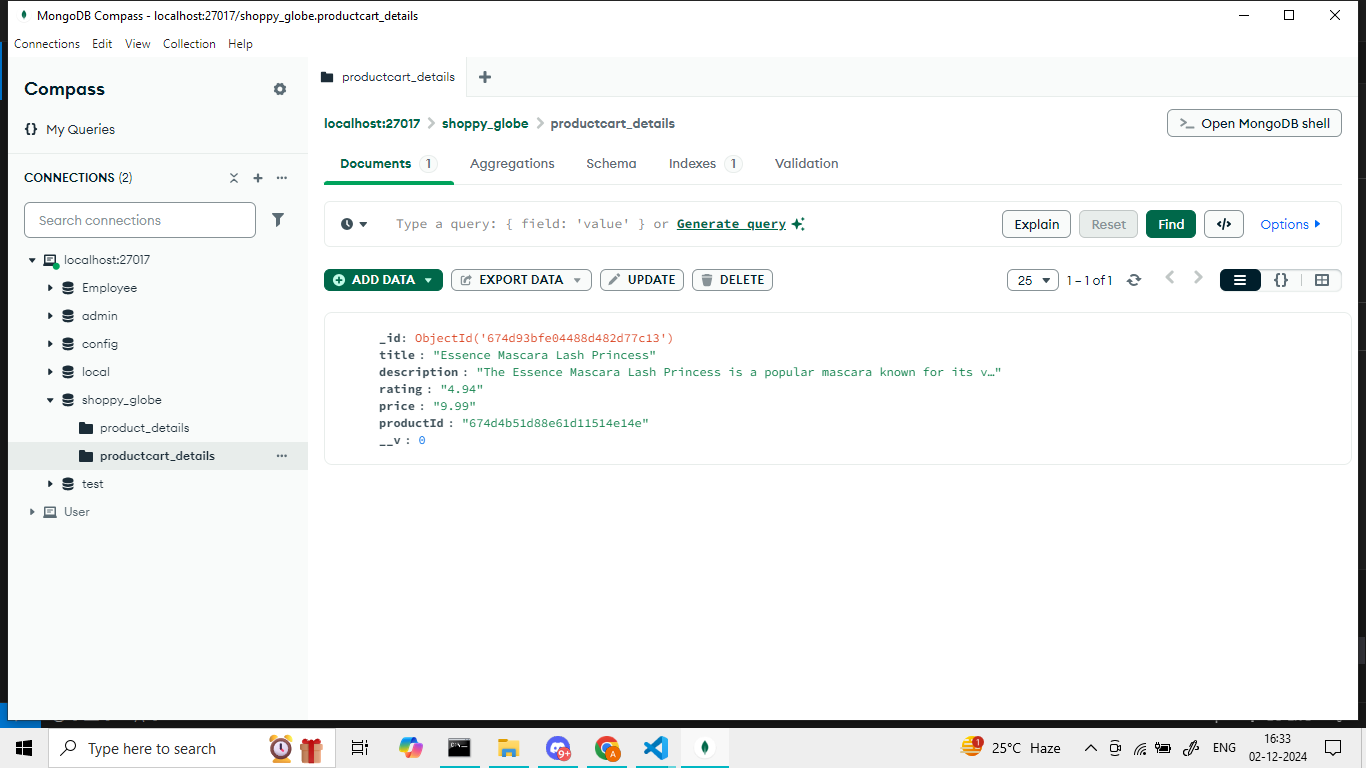 MongoDB Compass - localhost:27017/shoppy_globe.productcart_details
Connections Edit View Collection Help
Compass
{} My Queries
CONNECTIONS (2)
Search connections
localhost:27017
Employee
admin
config
local
shoppy_globe
product_details
productcart_details
test
User
productcart_details
localhost:27017 > shoppy_globe > productcart_details
>_ Open MongoDB shell
Documents 1 Aggregations Schema Indexes 1 Validation
Type a query: { field: 'value' } or Generate query
Explain Reset Find </> Options
ADD DATA EXPORT DATA UPDATE DELETE
25 1 – 1 of 1 {}
_id: ObjectId('674d93bfe04488d482d77c13')
title : "Essence Mascara Lash Princess"
description : "The Essence Mascara Lash Princess is a popular mascara known for its v…"
rating : "4.94"
price : "9.99"
productId : "674d4b51d88e61d11514e14e"
__v : 0
Type here to search
9+
A
1
25°C Haze
ENG
16:33
02-12-2024